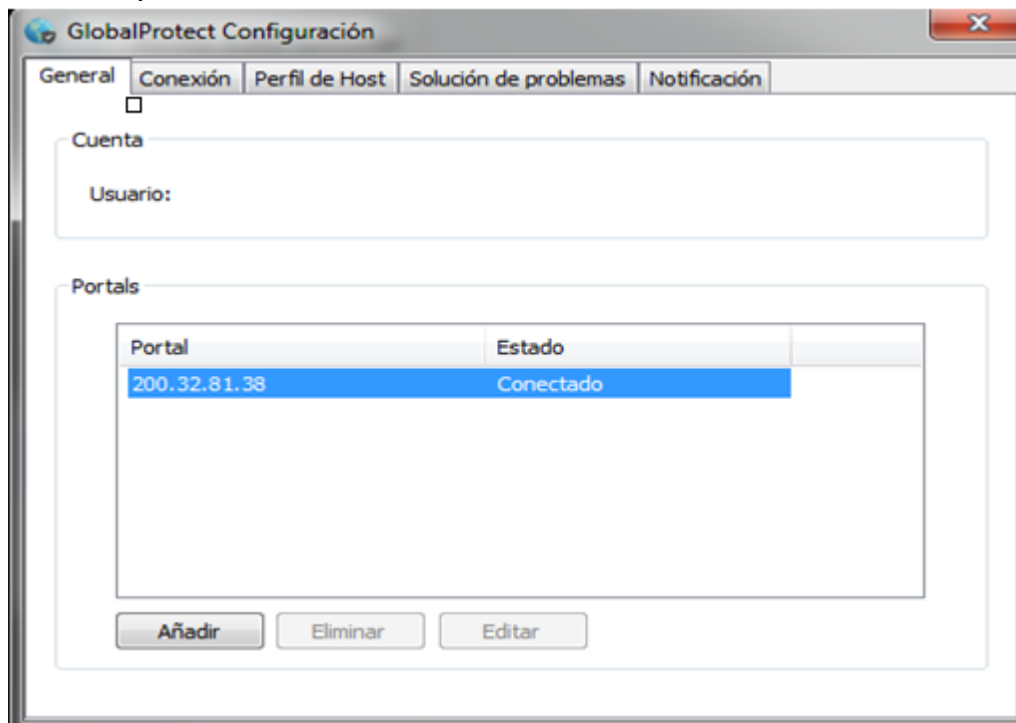 GlobalProtect Configuración
General Conexión Perfil de Host Solución de problemas Notificación
Cuenta
Usuario:
Portals
Portal Estado
200.32.81.38 Conectado
Añadir Eliminar Editar